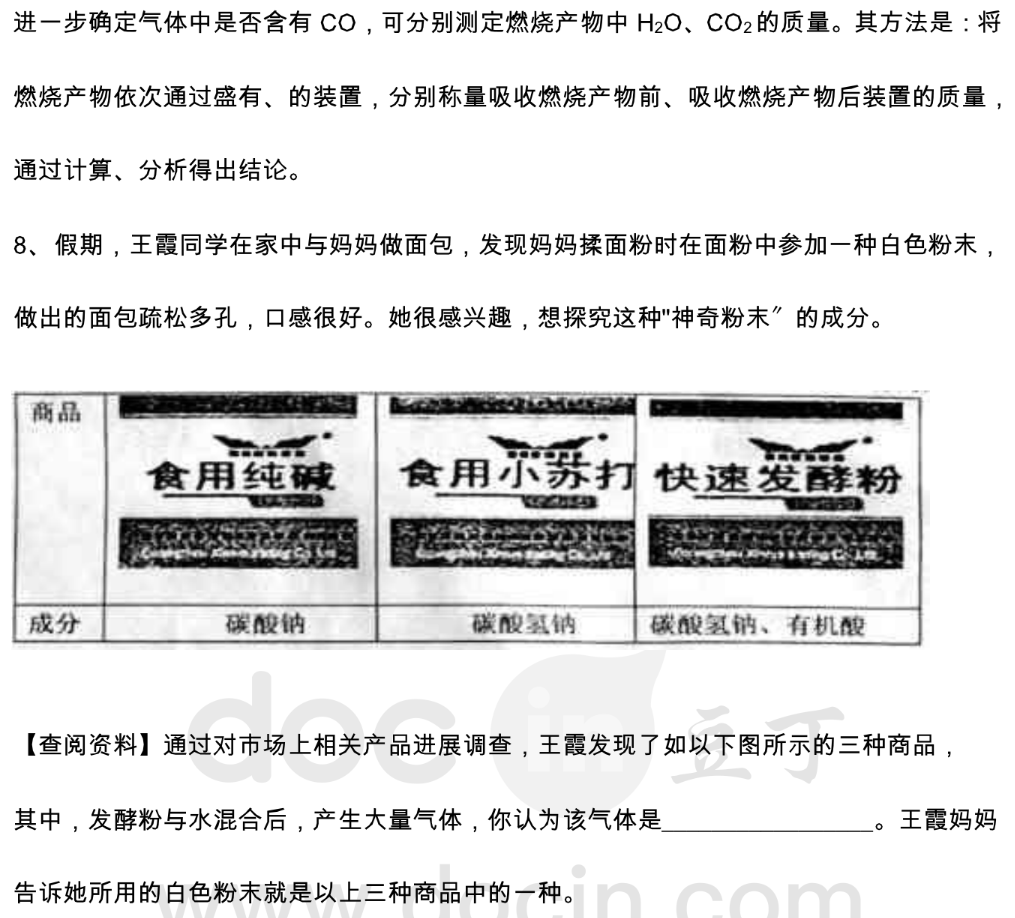 进一步确定气体中是否含有 CO，可分别测定燃烧产物中 H₂O、CO₂的质量。其方法是：将
燃烧产物依次通过盛有、的装置，分别称量吸收燃烧产物前、吸收燃烧产物后装置的质量，
通过计算、分析得出结论。
8、 假期，王霞同学在家中与妈妈做面包，发现妈妈揉面粉时在面粉中参加一种白色粉末，
做出的面包疏松多孔，口感很好。她很感兴趣，想探究这种"神奇粉末〞的成分。
商品
食用纯碱 食用小苏打 快速发酵粉
成分 碳酸钠 碳酸氢钠 碳酸氢钠、有机酸
【查阅资料】通过对市场上相关产品进展调查，王霞发现了如以下图所示的三种商品，
其中，发酵粉与水混合后，产生大量气体，你认为该气体是_________________。王霞妈妈
告诉她所用的白色粉末就是以上三种商品中的一种。
docin 豆丁
www.docin.com